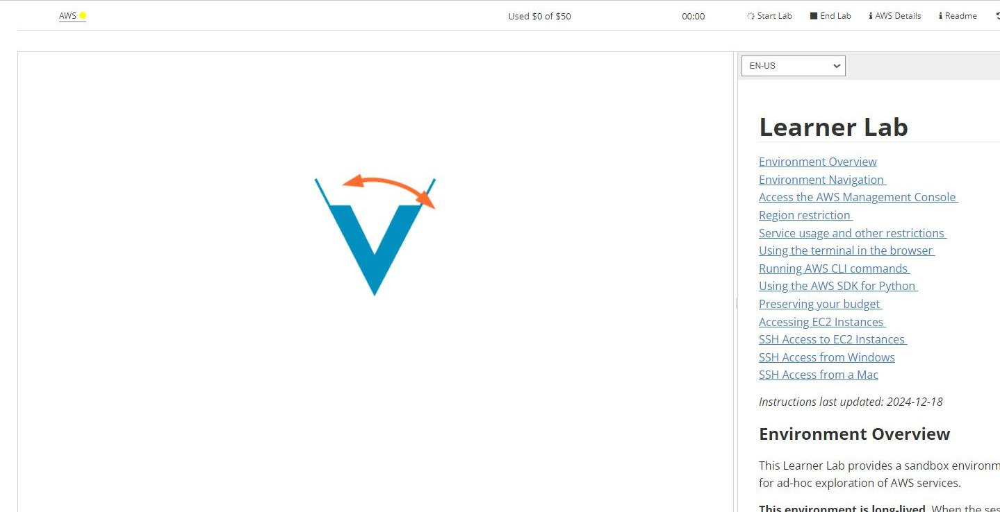 AWS
Used $0 of $50
00:00
Start Lab
End Lab
AWS Details
Readme
EN-US
Learner Lab
Environment Overview
Environment Navigation
Access the AWS Management Console
Region restriction
Service usage and other restrictions
Using the terminal in the browser
Running AWS CLI commands
Using the AWS SDK for Python
Preserving your budget
Accessing EC2 Instances
SSH Access to EC2 Instances
SSH Access from Windows
SSH Access from a Mac
Instructions last updated: 2024-12-18
Environment Overview
This Learner Lab provides a sandbox environm
for ad-hoc exploration of AWS services.
This environment is long-lived. When the ses